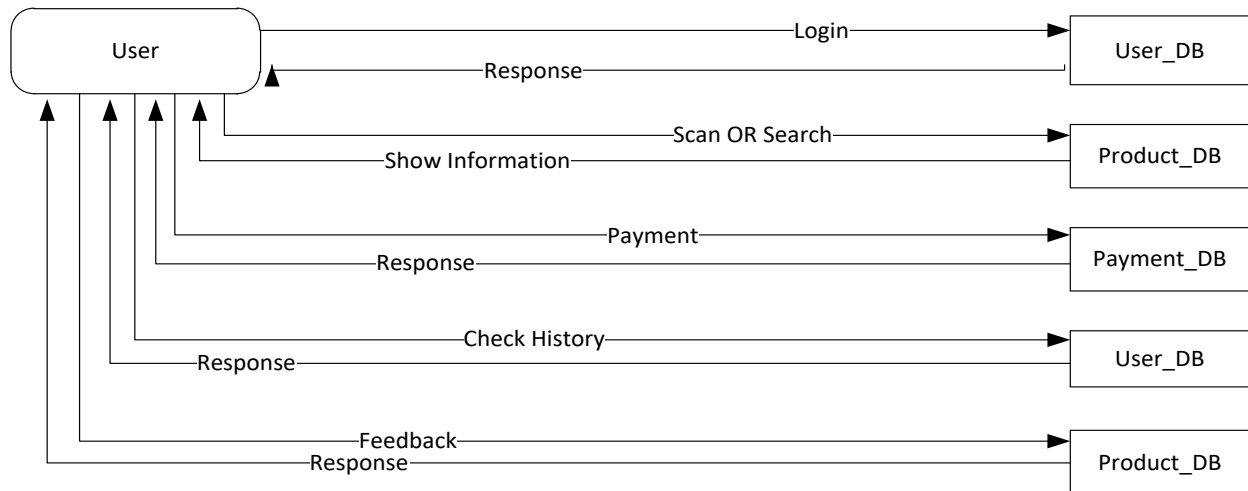 User
Login
User_DB
Response
Scan OR Search
Show Information
Product_DB
Payment
Response
Payment_DB
Check History
Response
User_DB
Feedback
Response
Product_DB